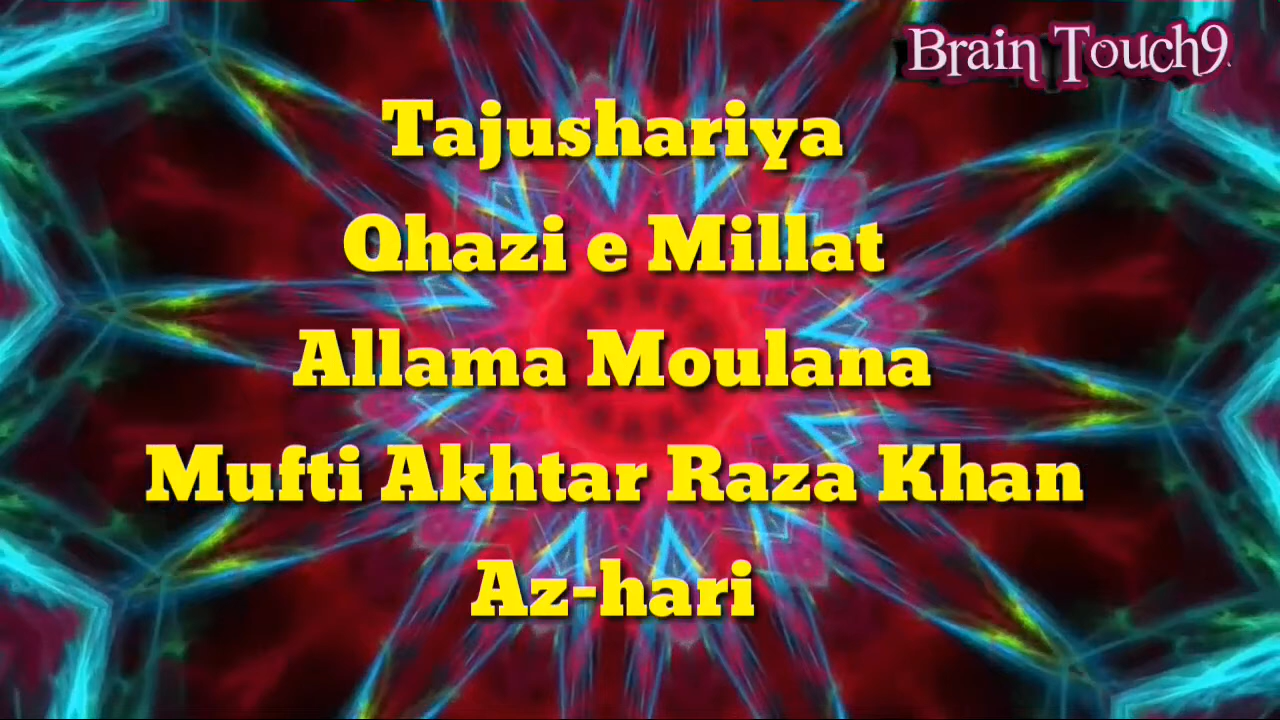 Brain Touch9.
Tajushariya
Qhazi e Millat
Allama Moulana
Mufti Akhtar Raza Khan
Az-hari